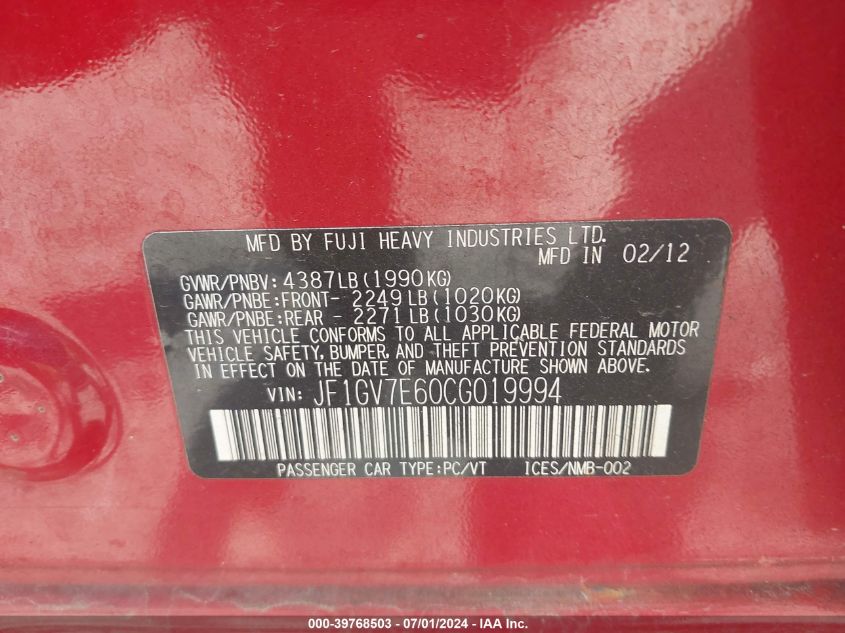 MFD BY FUJI HEAVY INDUSTRIES LTD.
MFD IN 02/12
GVWR/PNBV: 4387LB(1990KG)
GAWR/PNBE:FRONT- 2249LB(1020KG)
GAWR/PNBE:REAR - 2271LB(1030KG)
THIS VEHICLE CONFORMS TO ALL APPLICABLE FEDERAL MOTOR
VEHICLE SAFETY, BUMPER, AND THEFT PREVENTION STANDARDS
IN EFFECT ON THE DATE OF MANUFACTURE SHOWN ABOVE.
VIN: JF1GV7E60CG019994
PASSENGER CAR TYPE:PC/VT ICES/NMB-002
000-39768503 - 07/01/2024 - IAA Inc.